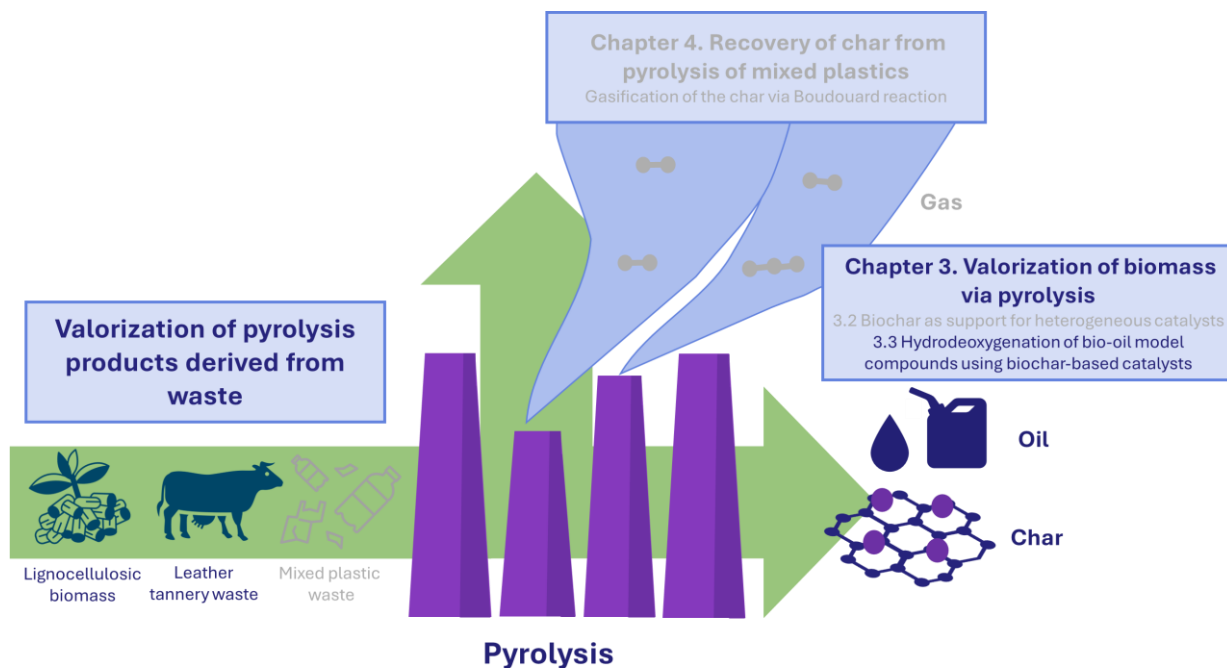 Chapter 4. Recovery of char from
pyrolysis of mixed plastics
Gasification of the char via Boudouard reaction
Gas
Chapter 3. Valorization of biomass
via pyrolysis
3.2 Biochar as support for heterogeneous catalysts
3.3 Hydrodeoxygenation of bio-oil model
compounds using biochar-based catalysts
Valorization of pyrolysis
products derived from
waste
Oil
Char
Lignocellulosic
biomass
Leather
tannery waste
Mixed plastic
waste
Pyrolysis